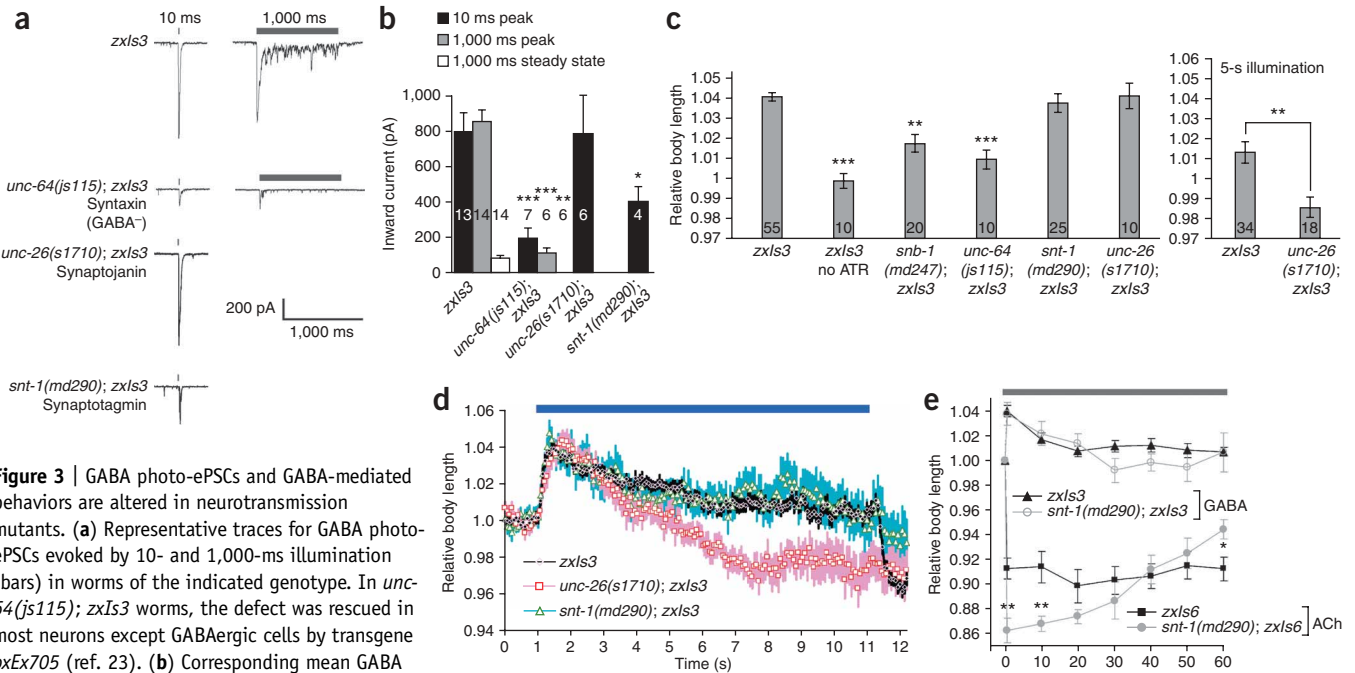 a
10 ms 1,000 ms
zxIs3
unc-64(js115); zxIs3
Syntaxin
(GABA⁻)
unc-26(s1710); zxIs3
Synaptojanin
200 pA
1,000 ms
snt-1(md290); zxIs3
Synaptotagmin
b
10 ms peak
1,000 ms peak
1,000 ms steady state
Inward current (pA)
1,000
800
600
400
200
0
13 14 14 7 6 6 6 4
*** *** ** *
zxIs3
unc-64(js115);
zxIs3
unc-26(s1710);
zxIs3
snt-1(md290);
zxIs3
c
Relative body length
1.05
1.04
1.03
1.02
1.01
1
0.99
0.98
0.97
*** ** ***
55 10 20 10 25 10
zxIs3
zxIs3
no ATR
snb-1
(md247);
zxIs3
unc-64
(js115);
zxIs3
snt-1
(md290);
zxIs3
unc-26
(s1710);
zxIs3
5-s illumination
1.06
1.05
1.04
1.03
1.02
1.01
1
0.99
0.98
0.97
**
34 18
zxIs3
unc-26
(s1710);
zxIs3
d
Relative body length
1.06
1.04
1.02
1.0
0.98
0.96
0.94
zxIs3
unc-26(s1710); zxIs3
snt-1(md290); zxIs3
0 1 2 3 4 5 6 7 8 9 10 11 12
Time (s)
e
Relative body length
1.04
1.02
1.00
0.98
0.96
0.94
0.92
0.90
0.88
0.86
zxIs3
snt-1(md290); zxIs3
GABA
** **
*
zxIs6
snt-1(md290); zxIs6
ACh
0 10 20 30 40 50 60
Figure 3 | GABA photo-ePSCs and GABA-mediated
behaviors are altered in neurotransmission
mutants. (a) Representative traces for GABA photo-
ePSCs evoked by 10- and 1,000-ms illumination
(bars) in worms of the indicated genotype. In unc-
64(js115); zxIs3 worms, the defect was rescued in
most neurons except GABAergic cells by transgene
oxEx705 (ref. 23). (b) Corresponding mean GABA